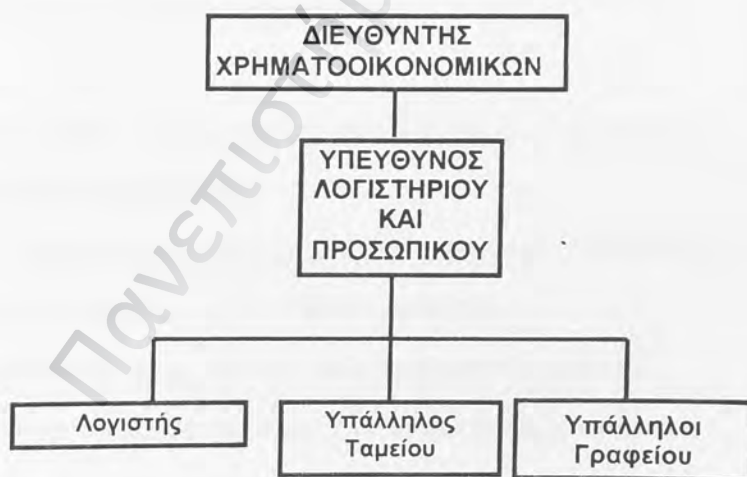 ΔΙΕΥΘΥΝΤΗΣ
ΧΡΗΜΑΤΟΟΙΚΟΝΟΜΙΚΩΝ
ΥΠΕΥΘΥΝΟΣ
ΛΟΓΙΣΤΗΡΙΟΥ
ΚΑΙ
ΠΡΟΣΩΠΙΚΟΥ
Λογιστής
Υπάλληλος
Ταμείου
Υπάλληλοι
Γραφείου